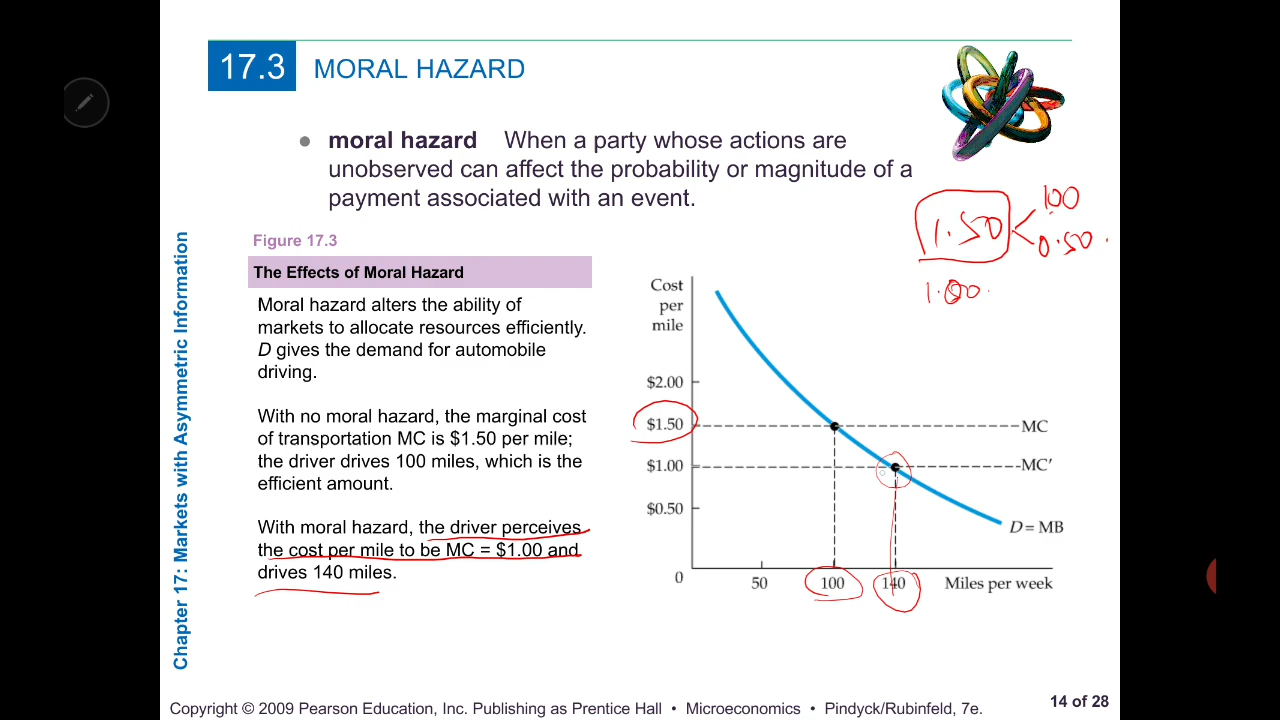 17.3 MORAL HAZARD
● moral hazard When a party whose actions are
unobserved can affect the probability or magnitude of a
payment associated with an event.
Chapter 17: Markets with Asymmetric Information
Figure 17.3
The Effects of Moral Hazard
Moral hazard alters the ability of
markets to allocate resources efficiently.
D gives the demand for automobile
driving.
With no moral hazard, the marginal cost
of transportation MC is $1.50 per mile;
the driver drives 100 miles, which is the
efficient amount.
With moral hazard, the driver perceives
the cost per mile to be MC = $1.00 and
drives 140 miles.
1.50 < 100
0.50.
1.00.
Cost
per
mile
$2.00
$1.50
MC
$1.00
MC′
$0.50
D = MB
0
50
100
140
Miles per week
14 of 28
Copyright © 2009 Pearson Education, Inc. Publishing as Prentice Hall • Microeconomics • Pindyck/Rubinfeld, 7e.